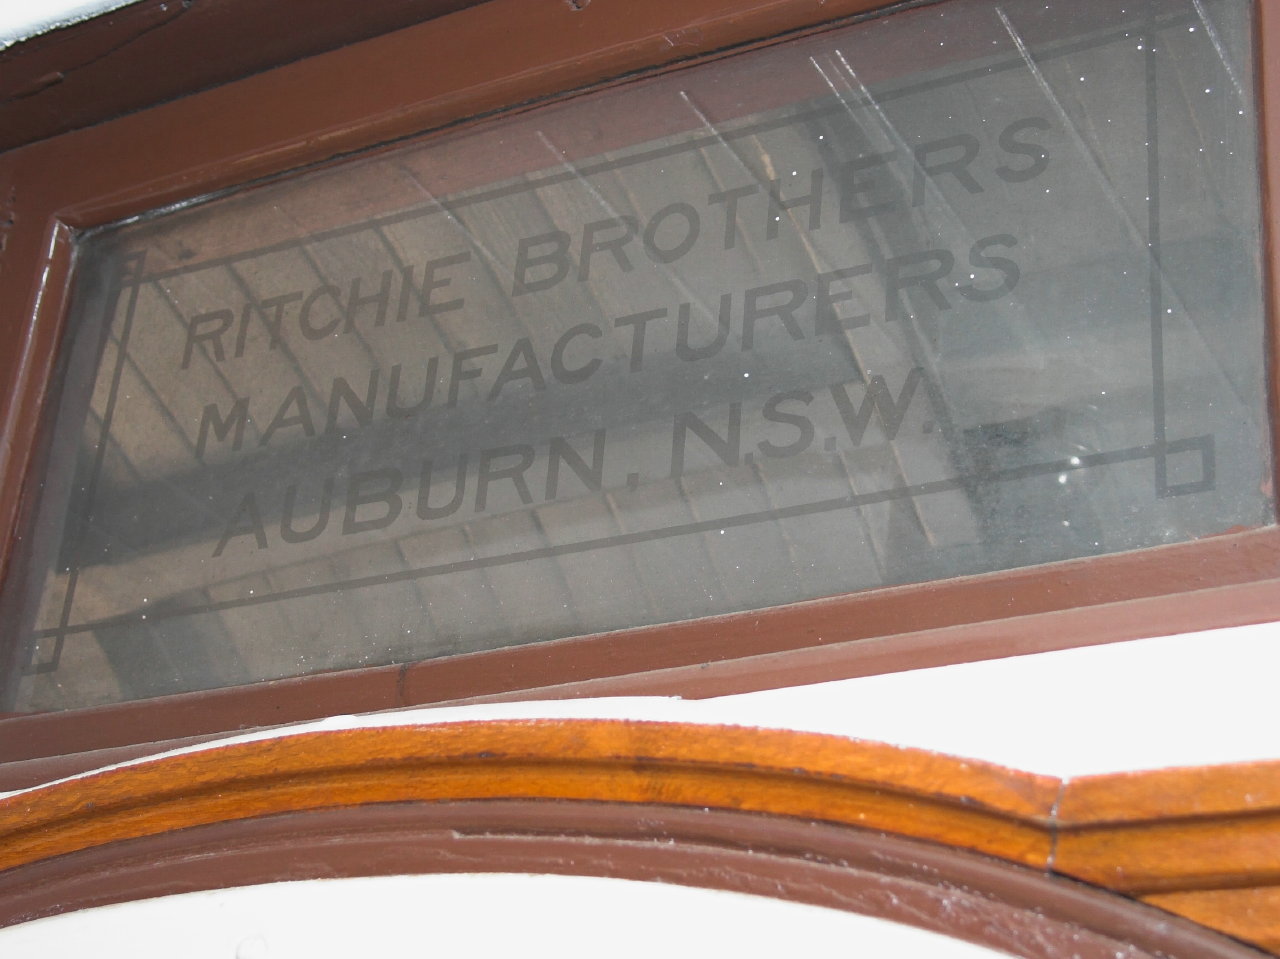 RITCHIE BROTHERS
MANUFACTURERS
AUBURN, N.S.W.